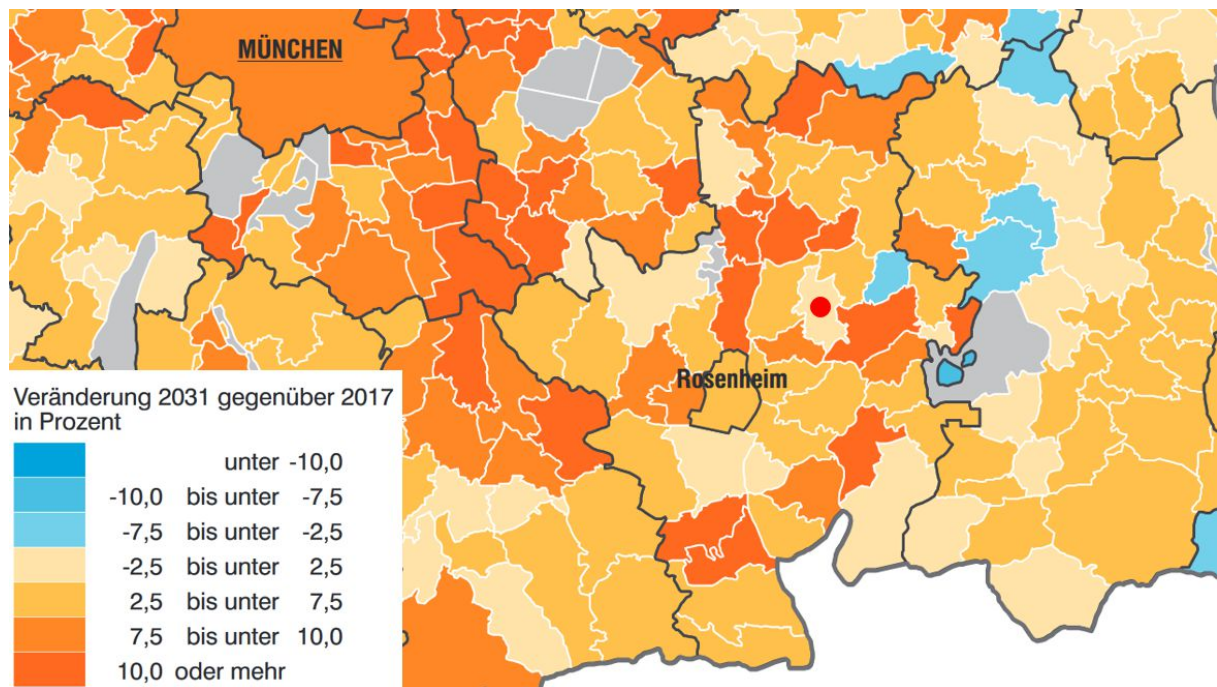 MÜNCHEN
Rosenheim
Veränderung 2031 gegenüber 2017
in Prozent
unter -10,0
-10,0 bis unter -7,5
-7,5 bis unter -2,5
-2,5 bis unter 2,5
2,5 bis unter 7,5
7,5 bis unter 10,0
10,0 oder mehr